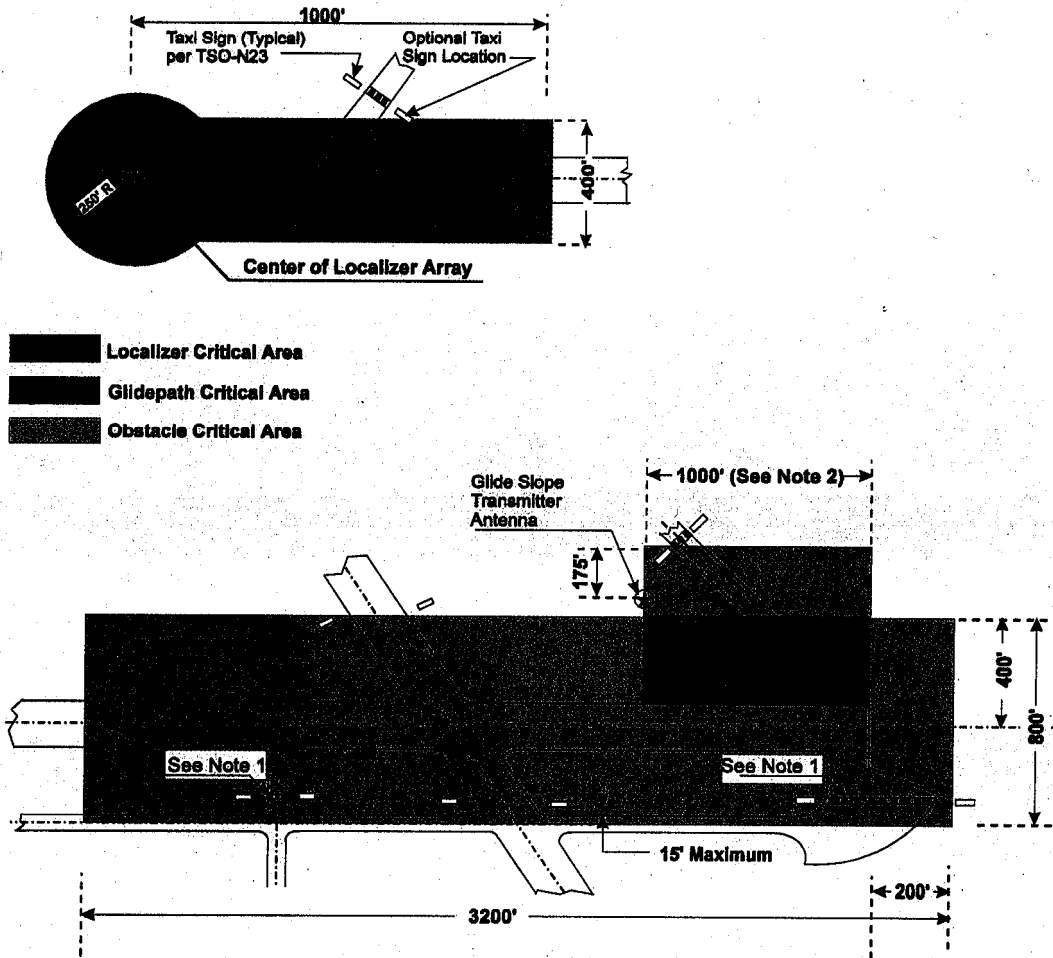 1000'
Taxi Sign (Typical)
per TSO-N23
Optional Taxi
Sign Location
250' R
400'
Center of Localizer Array
Localizer Critical Area
Glidepath Critical Area
Obstacle Critical Area
Glide Slope
Transmitter
Antenna
1000' (See Note 2)
175'
400'
800'
See Note 1
See Note 1
15' Maximum
200'
3200'